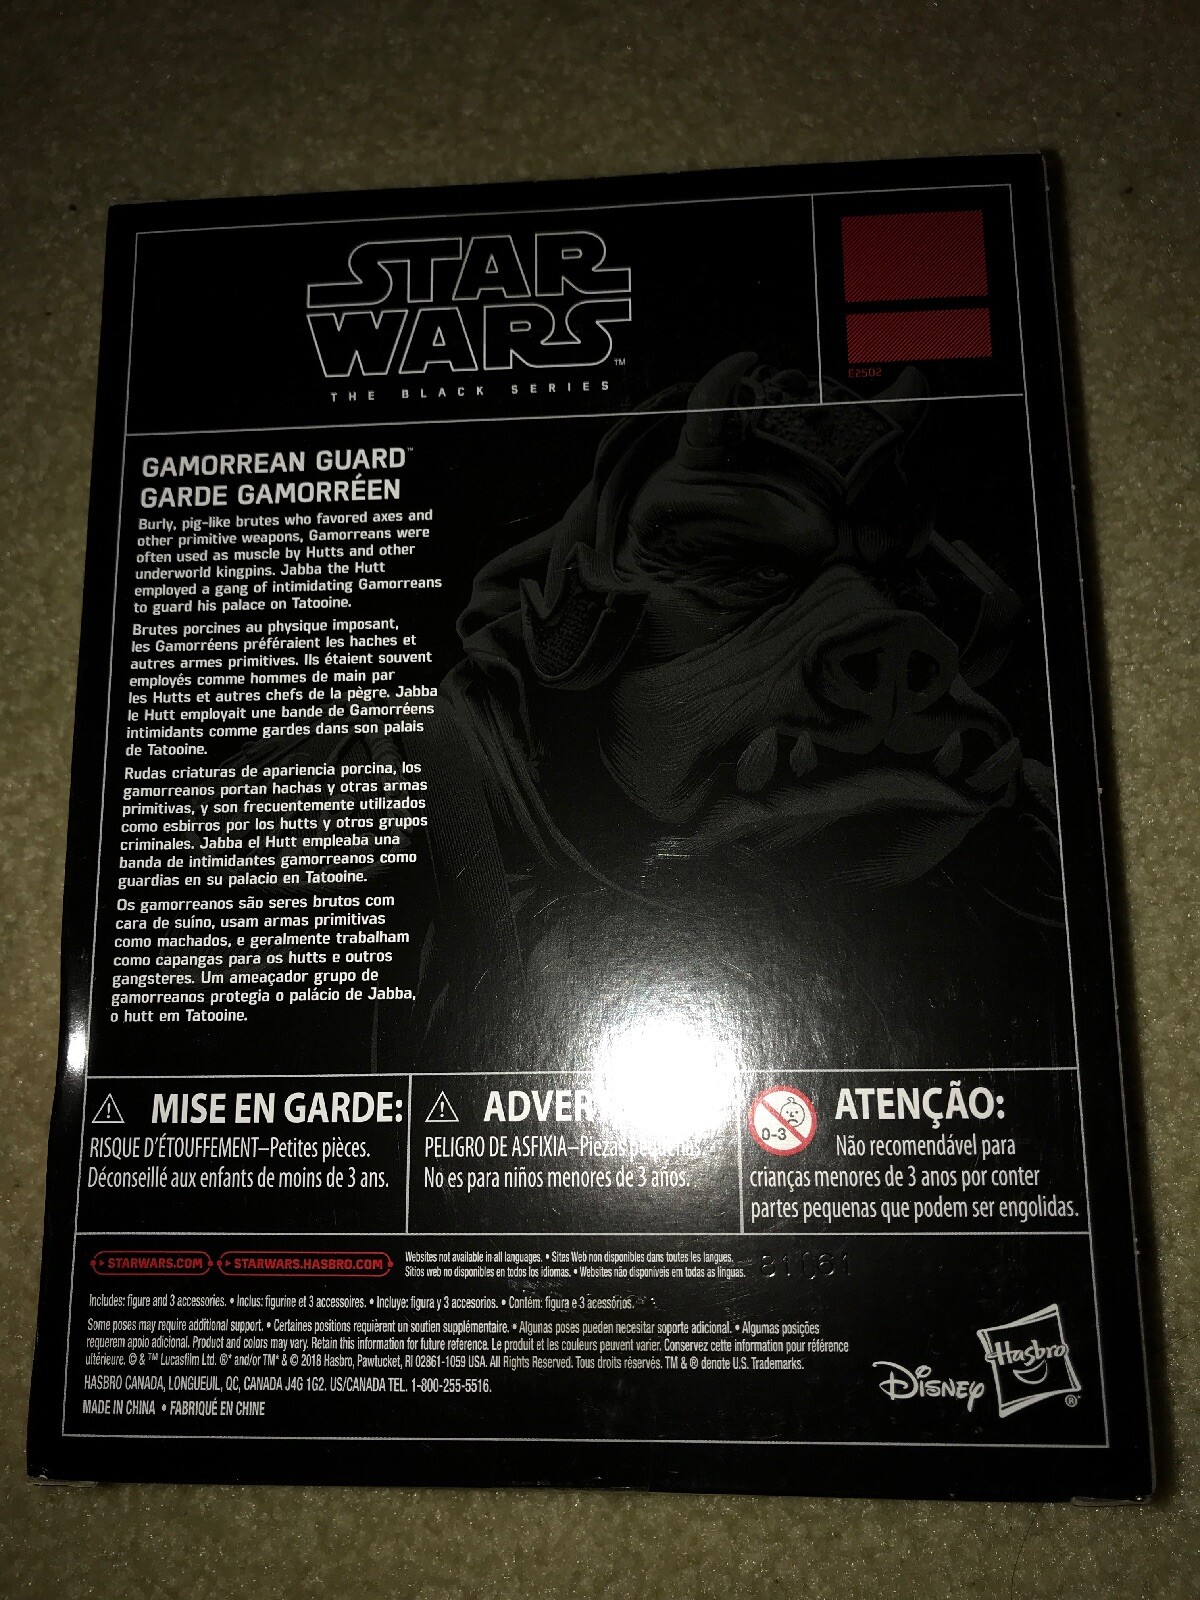 STAR
WARS™
THE BLACK SERIES
E2502
GAMORREAN GUARD™
GARDE GAMORRÉEN
Burly, pig-like brutes who favored axes and
other primitive weapons, Gamorreans were
often used as muscle by Hutts and other
underworld kingpins. Jabba the Hutt
employed a gang of intimidating Gamorreans
to guard his palace on Tatooine.
Brutes porcines au physique imposant,
les Gamorréens préféraient les haches et
autres armes primitives. Ils étaient souvent
employés comme hommes de main par
les Hutts et autres chefs de la pègre. Jabba
le Hutt employait une bande de Gamorréens
intimidants comme gardes dans son palais
de Tatooine.
Rudas criaturas de apariencia porcina, los
gamorreanos portan hachas y otras armas
primitivas, y son frecuentemente utilizados
como esbirros por los hutts y otros grupos
criminales. Jabba el Hutt empleaba una
banda de intimidantes gamorreanos como
guardias en su palacio en Tatooine.
Os gamorreanos são seres brutos com
cara de suíno, usam armas primitivas
como machados, e geralmente trabalham
como capangas para os hutts e outros
gangsteres. Um ameaçador grupo de
gamorreanos protegia o palácio de Jabba,
o hutt em Tatooine.
MISE EN GARDE:
RISQUE D'ÉTOUFFEMENT–Petites pièces.
Déconseillé aux enfants de moins de 3 ans.
PELIGRO DE ASFIXIA–Piezas pequeñas.
No es para niños menores de 3 años.
0-3
ATENÇÃO:
Não recomendável para
crianças menores de 3 anos por conter
partes pequenas que podem ser engolidas.
STARWARS.COM STARWARS.HASBRO.COM
Websites not available in all languages. • Sites Web non disponibles dans toutes les langues.
Sitios web no disponibles en todos los idiomas. • Websites não disponíveis em todas as línguas.
81061
Includes: figure and 3 accessories. • Inclus: figurine et 3 accessoires. • Incluye: figura y 3 accesorios. • Contém: figura e 3 acessórios.
Some poses may require additional support. • Certaines positions requièrent un soutien supplémentaire. • Algunas poses pueden necesitar soporte adicional. • Algumas posições
requerem apoio adicional. Product and colors may vary. Retain this information for future reference. Le produit et les couleurs peuvent varier. Conservez cette information pour référence
ultérieure. © & ™ Lucasfilm Ltd. ®* and/or TM* & © 2018 Hasbro, Pawtucket, RI 02861-1059 USA. All Rights Reserved. Tous droits réservés. TM & ® denote U.S. Trademarks.
HASBRO CANADA, LONGUEUIL, QC, CANADA J4G 1G2. US/CANADA TEL. 1-800-255-5516.
MADE IN CHINA • FABRIQUÉ EN CHINE
DISNEY
Hasbro®